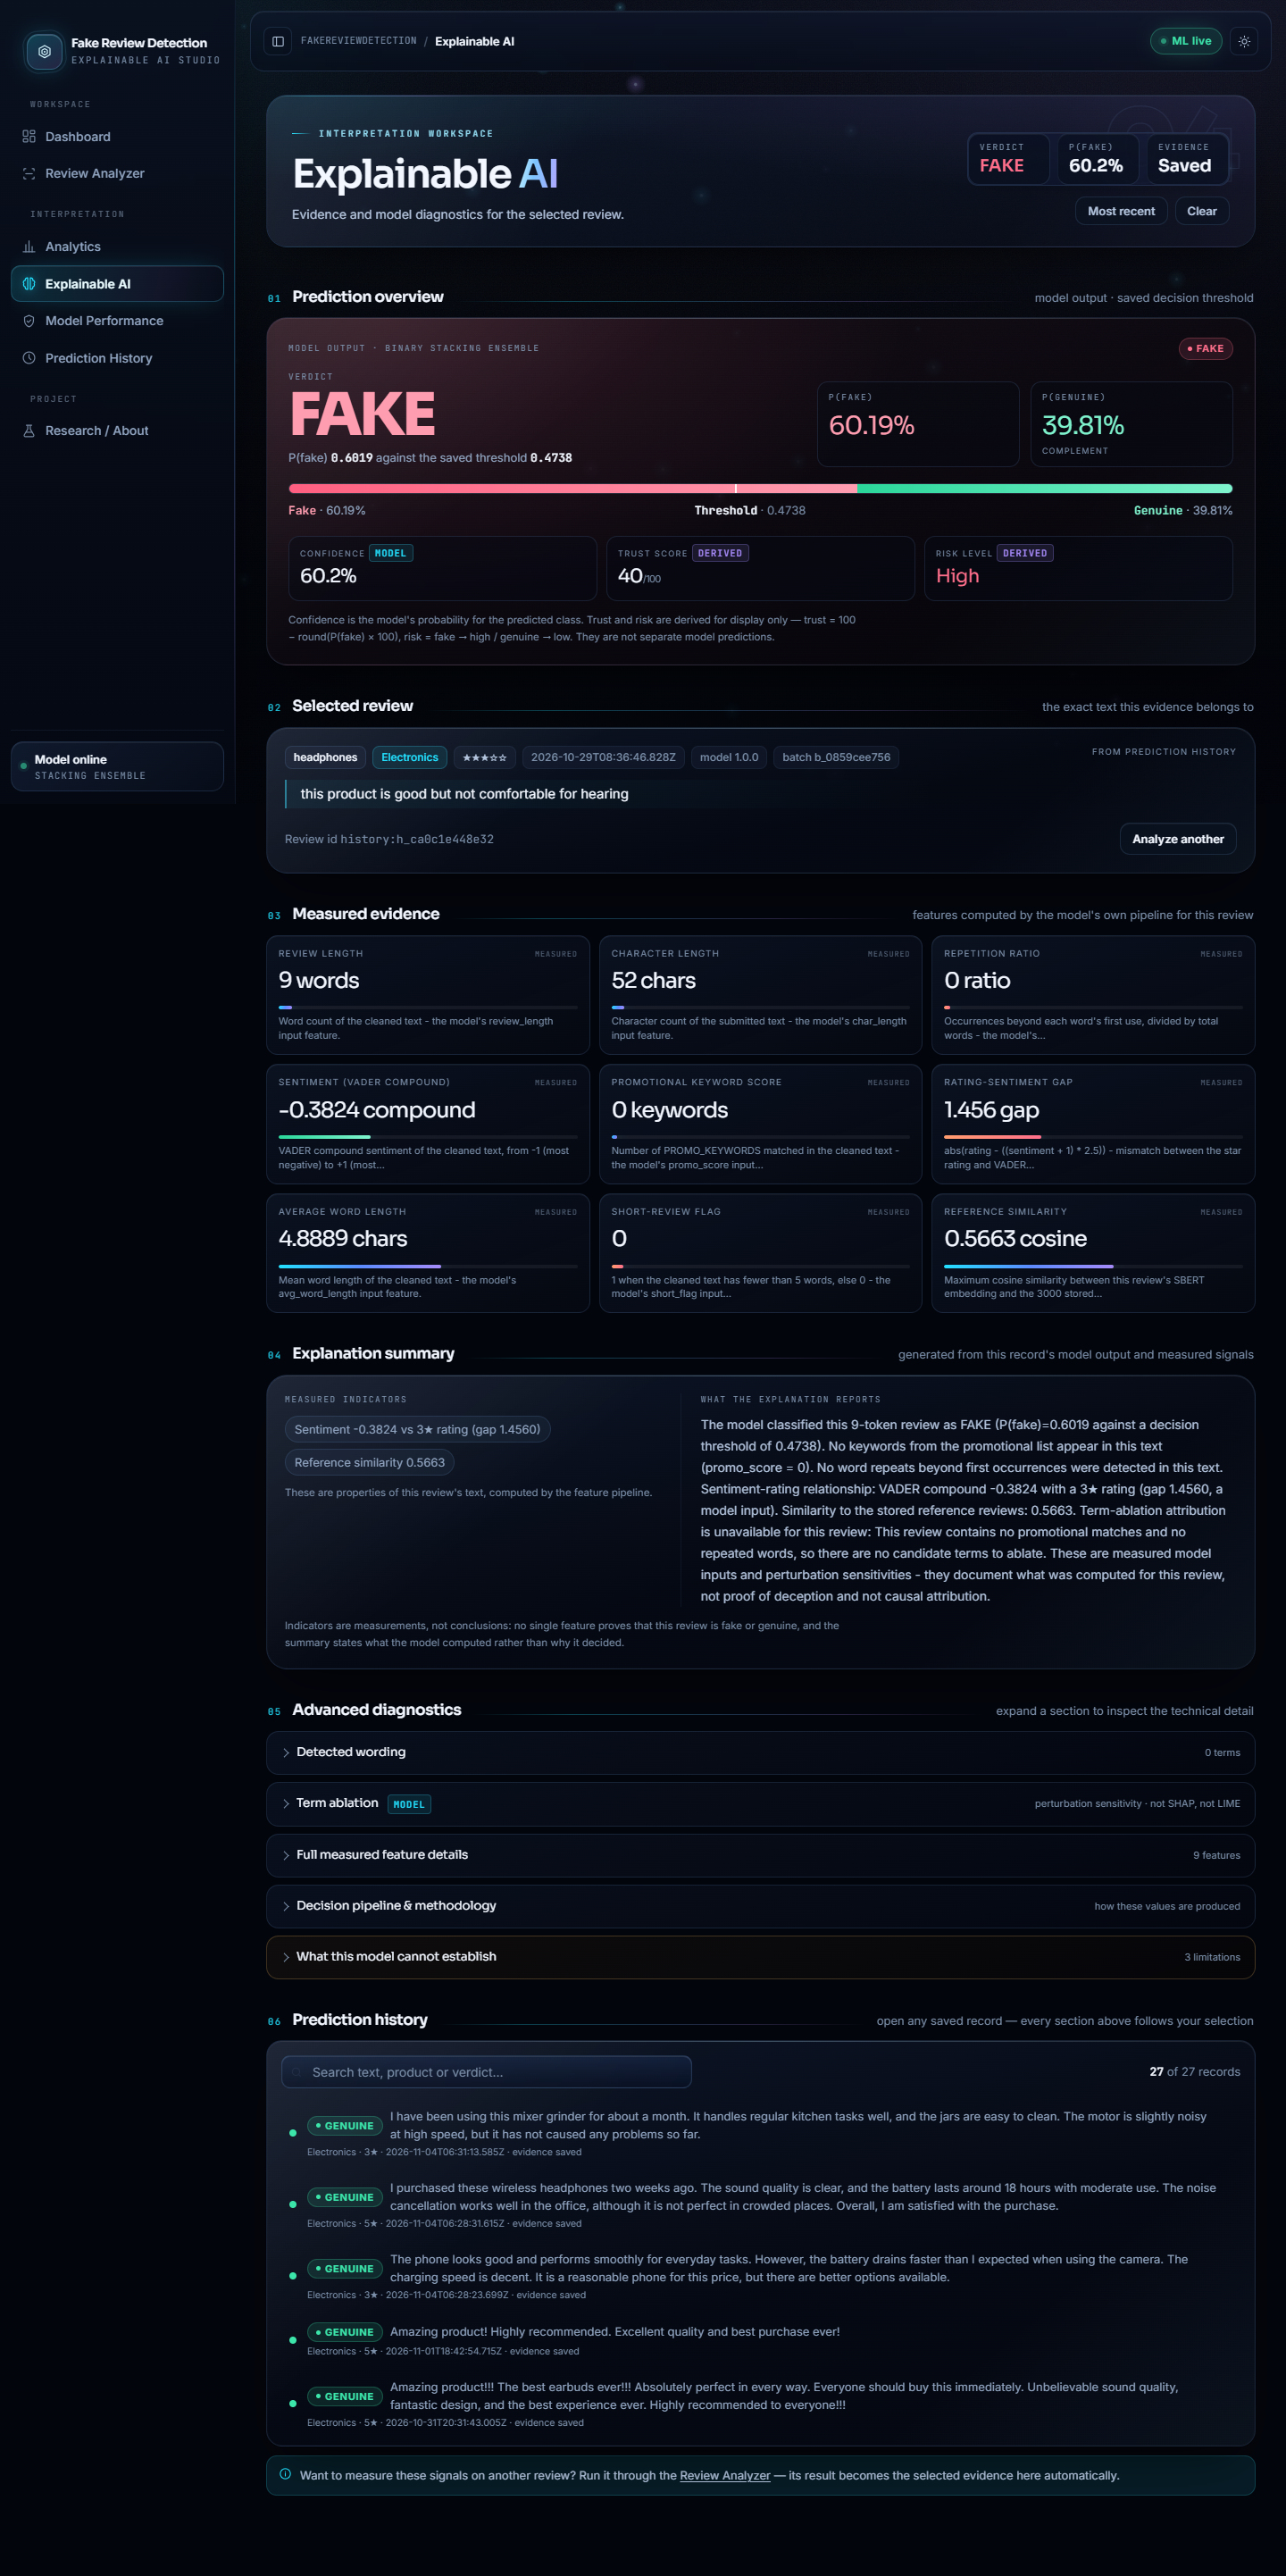 Fake Review Detection
EXPLAINABLE AI STUDIO
WORKSPACE
Dashboard
Review Analyzer
INTERPRETATION
Analytics
Explainable AI
Model Performance
Prediction History
PROJECT
Research / About
Model online
STACKING ENSEMBLE
FAKEREVIEWDETECTION / Explainable AI
ML live
INTERPRETATION WORKSPACE
Explainable AI
Evidence and model diagnostics for the selected review.
VERDICT
FAKE
P(FAKE)
60.2%
EVIDENCE
Saved
Most recent
Clear
01 Prediction overview
model output · saved decision threshold
MODEL OUTPUT · BINARY STACKING ENSEMBLE
FAKE
VERDICT
FAKE
P(fake) 0.6019 against the saved threshold 0.4738
P(FAKE)
60.19%
P(GENUINE)
39.81%
COMPLEMENT
Fake · 60.19%
Threshold · 0.4738
Genuine · 39.81%
CONFIDENCE MODEL
60.2%
TRUST SCORE DERIVED
40/100
RISK LEVEL DERIVED
High
Confidence is the model's probability for the predicted class. Trust and risk are derived for display only — trust = 100
− round(P(fake) × 100), risk = fake → high / genuine → low. They are not separate model predictions.
02 Selected review
the exact text this evidence belongs to
headphones
Electronics
★★★☆☆
2026-10-29T08:36:46.828Z
model 1.0.0
batch b_0859cee756
FROM PREDICTION HISTORY
this product is good but not comfortable for hearing
Review id history:h_ca0c1e448e32
Analyze another
03 Measured evidence
features computed by the model's own pipeline for this review
REVIEW LENGTH
MEASURED
9 words
Word count of the cleaned text - the model's review_length
input feature.
CHARACTER LENGTH
MEASURED
52 chars
Character count of the submitted text - the model's char_length
input feature.
REPETITION RATIO
MEASURED
0 ratio
Occurrences beyond each word's first use, divided by total
words - the model's...
SENTIMENT (VADER COMPOUND)
MEASURED
-0.3824 compound
VADER compound sentiment of the cleaned text, from -1 (most
negative) to +1 (most...
PROMOTIONAL KEYWORD SCORE
MEASURED
0 keywords
Number of PROMO_KEYWORDS matched in the cleaned text -
the model's promo_score input...
RATING-SENTIMENT GAP
MEASURED
1.456 gap
abs(rating - ((sentiment + 1) * 2.5)) - mismatch between the star
rating and VADER...
AVERAGE WORD LENGTH
MEASURED
4.8889 chars
Mean word length of the cleaned text - the model's
avg_word_length input feature.
SHORT-REVIEW FLAG
MEASURED
0
1 when the cleaned text has fewer than 5 words, else 0 - the
model's short_flag input...
REFERENCE SIMILARITY
MEASURED
0.5663 cosine
Maximum cosine similarity between this review's SBERT
embedding and the 3000 stored...
04 Explanation summary
generated from this record's model output and measured signals
MEASURED INDICATORS
Sentiment -0.3824 vs 3★ rating (gap 1.4560)
Reference similarity 0.5663
These are properties of this review's text, computed by the feature pipeline.
WHAT THE EXPLANATION REPORTS
The model classified this 9-token review as FAKE (P(fake)=0.6019 against a decision
threshold of 0.4738). No keywords from the promotional list appear in this text
(promo_score = 0). No word repeats beyond first occurrences were detected in this text.
Sentiment-rating relationship: VADER compound -0.3824 with a 3★ rating (gap 1.4560, a
model input). Similarity to the stored reference reviews: 0.5663. Term-ablation attribution
is unavailable for this review: This review contains no promotional matches and no
repeated words, so there are no candidate terms to ablate. These are measured model
inputs and perturbation sensitivities - they document what was computed for this review,
not proof of deception and not causal attribution.
Indicators are measurements, not conclusions: no single feature proves that this review is fake or genuine, and the
summary states what the model computed rather than why it decided.
05 Advanced diagnostics
expand a section to inspect the technical detail
Detected wording
0 terms
Term ablation MODEL
perturbation sensitivity · not SHAP, not LIME
Full measured feature details
9 features
Decision pipeline & methodology
how these values are produced
What this model cannot establish
3 limitations
06 Prediction history
open any saved record — every section above follows your selection
Search text, product or verdict...
27 of 27 records
GENUINE
I have been using this mixer grinder for about a month. It handles regular kitchen tasks well, and the jars are easy to clean. The motor is slightly noisy
at high speed, but it has not caused any problems so far.
Electronics · 3★ · 2026-11-04T06:31:13.585Z · evidence saved
GENUINE
I purchased these wireless headphones two weeks ago. The sound quality is clear, and the battery lasts around 18 hours with moderate use. The noise
cancellation works well in the office, although it is not perfect in crowded places. Overall, I am satisfied with the purchase.
Electronics · 5★ · 2026-11-04T06:28:31.615Z · evidence saved
GENUINE
The phone looks good and performs smoothly for everyday tasks. However, the battery drains faster than I expected when using the camera. The
charging speed is decent. It is a reasonable phone for this price, but there are better options available.
Electronics · 3★ · 2026-11-04T06:28:23.699Z · evidence saved
GENUINE
Amazing product! Highly recommended. Excellent quality and best purchase ever!
Electronics · 5★ · 2026-11-01T18:42:54.715Z · evidence saved
GENUINE
Amazing product!!! The best earbuds ever!!! Absolutely perfect in every way. Everyone should buy this immediately. Unbelievable sound quality,
fantastic design, and the best experience ever. Highly recommended to everyone!!!
Electronics · 5★ · 2026-10-31T20:31:43.005Z · evidence saved
Want to measure these signals on another review? Run it through the Review Analyzer — its result becomes the selected evidence here automatically.